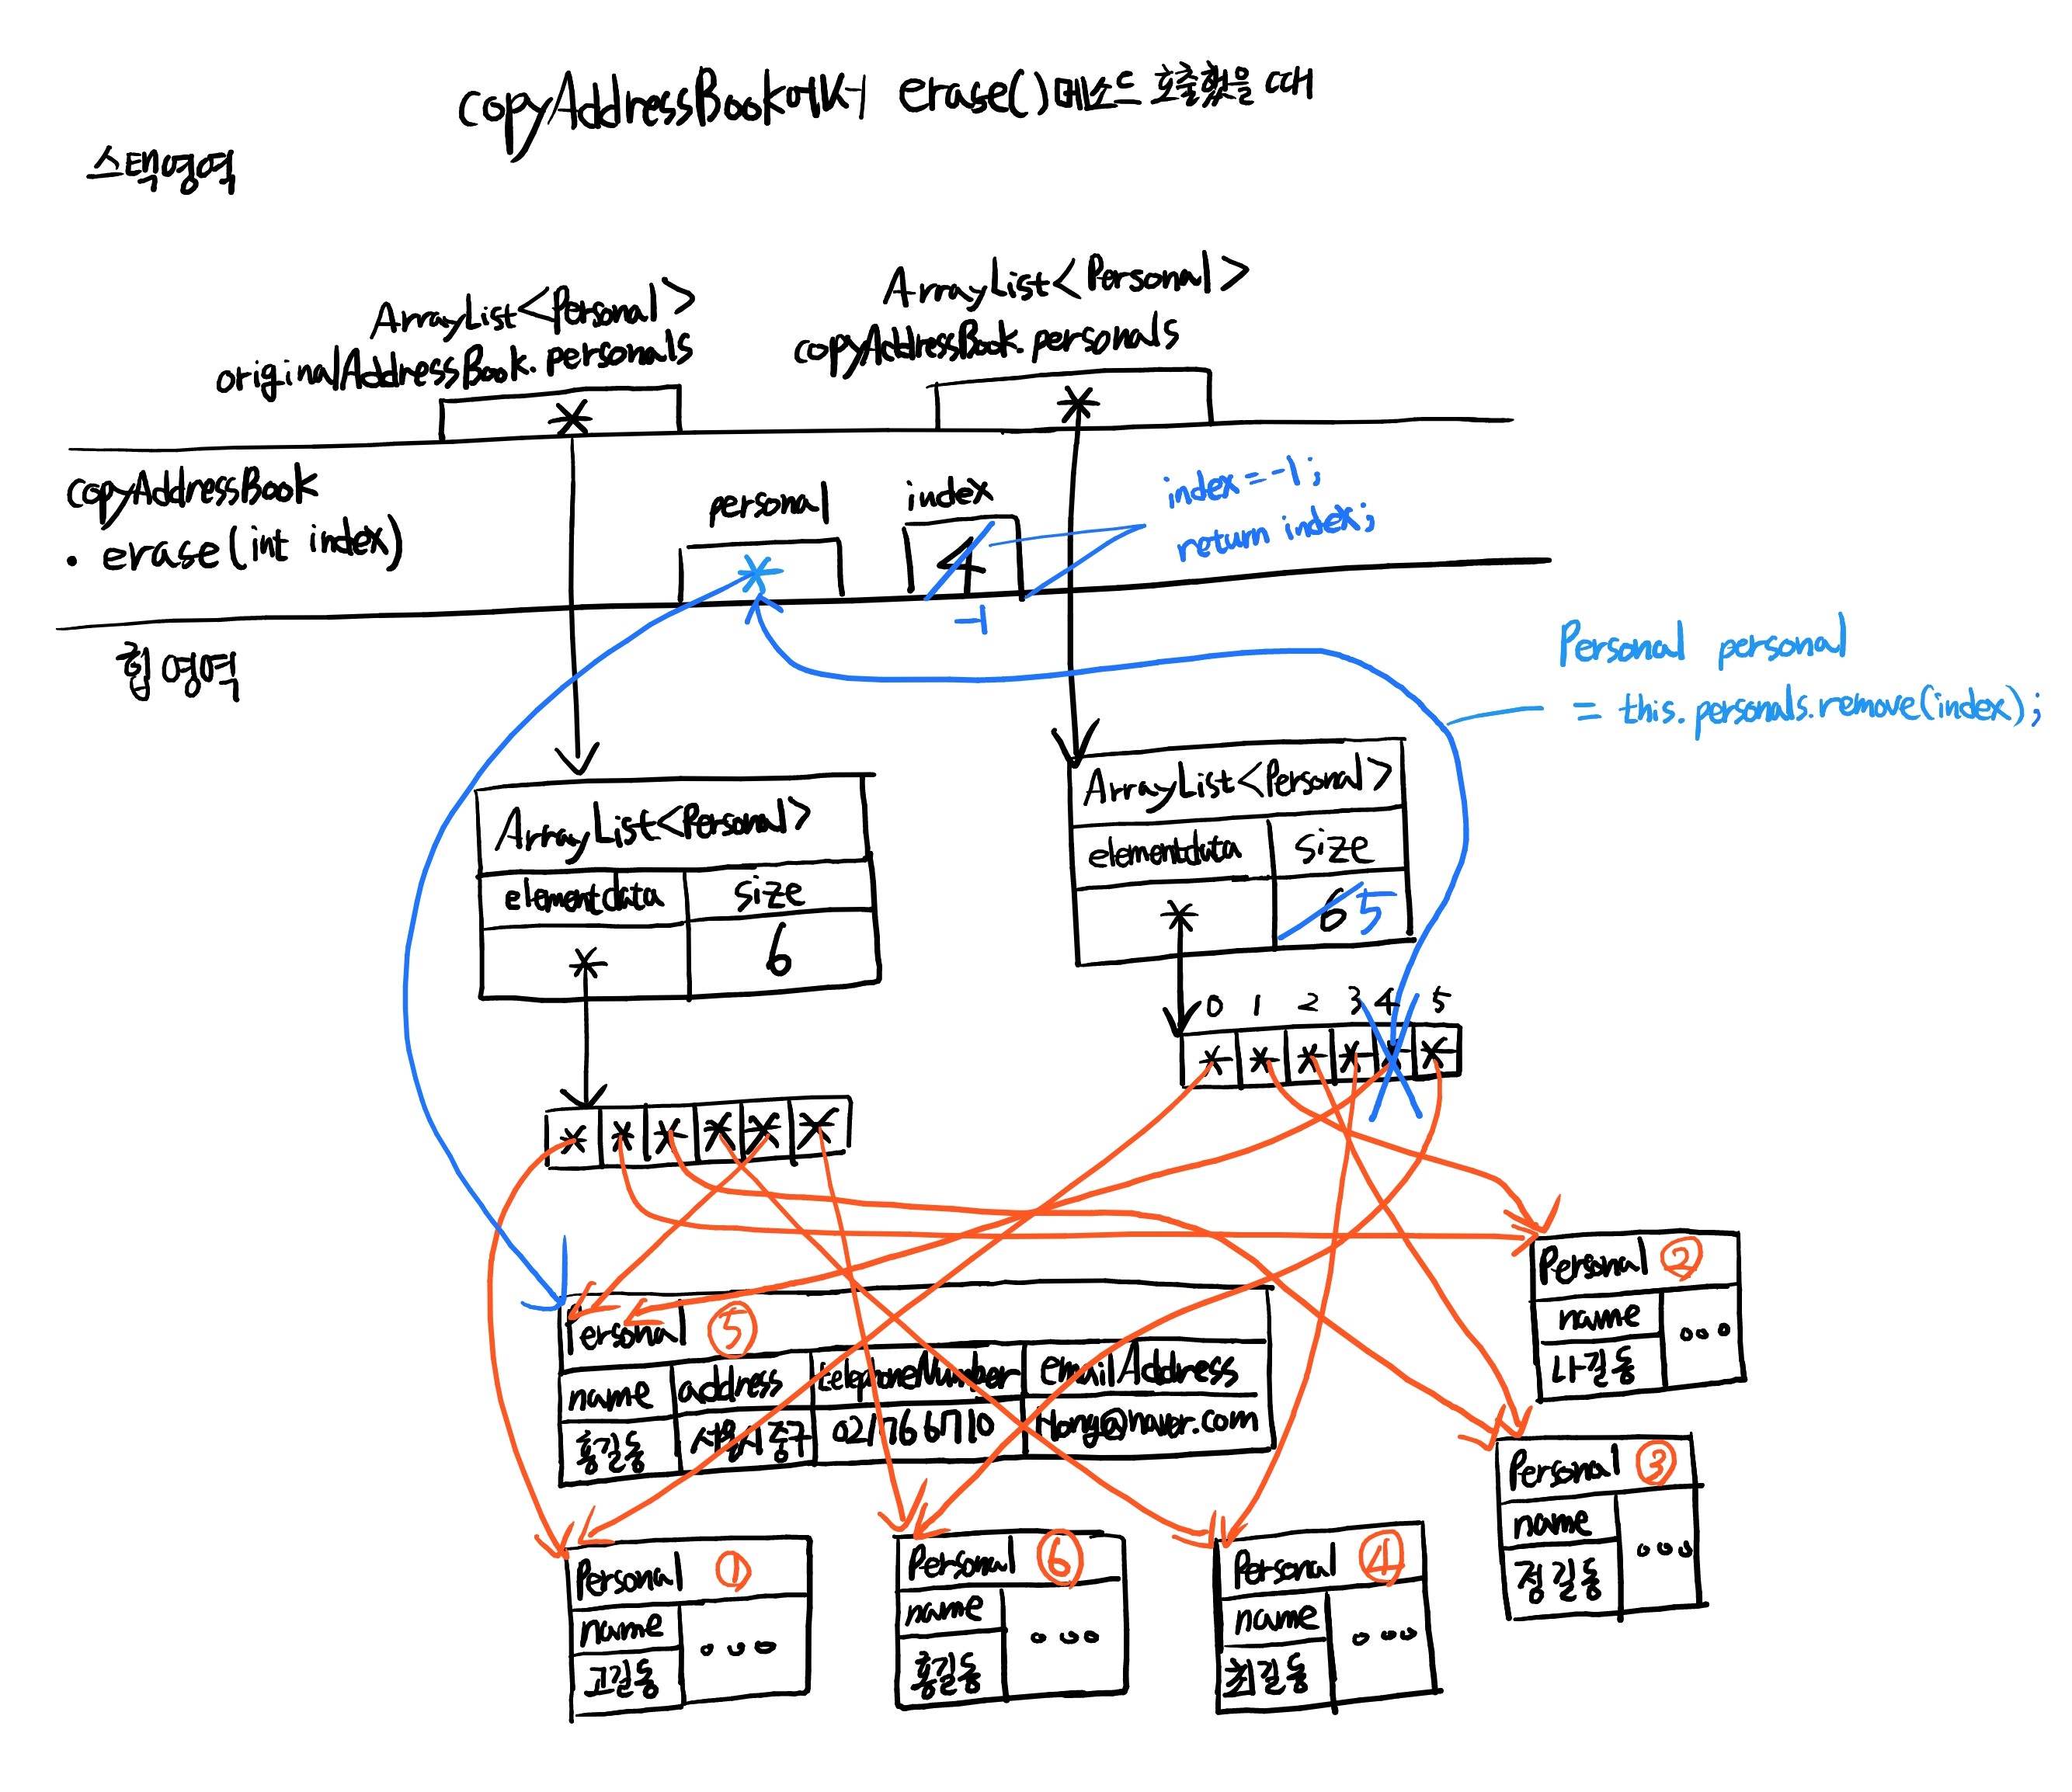 copyAddressBook에서 erase()메소드 호출했을 때
스택영역
ArrayList<Personal>
originalAddressBook.personals
*
ArrayList<Personal>
copyAddressBook.personals
*
copyAddressBook
. erase(int index)
personal
*
index
4
-1
index=-1;
return index;
힙영역
Personal personal
= this.personals.remove(index);
ArrayList<Personal>
elementdata size
* 6
ArrayList<Personal>
elementdata size
* 6 5
0 1 2 3 4 5
* * * * * *
* * * * * *
Personal ②
name
나길동
ooo
Personal ⑤
name address telephoneNumber emailAddress
홍길동 서울시중구 021766710 Hong@naver.com
Personal ③
name
정길동
ooo
Personal ①
name
고길동
ooo
Personal ⑥
name
홍길동
ooo
Personal ④
name
최길동
ooo